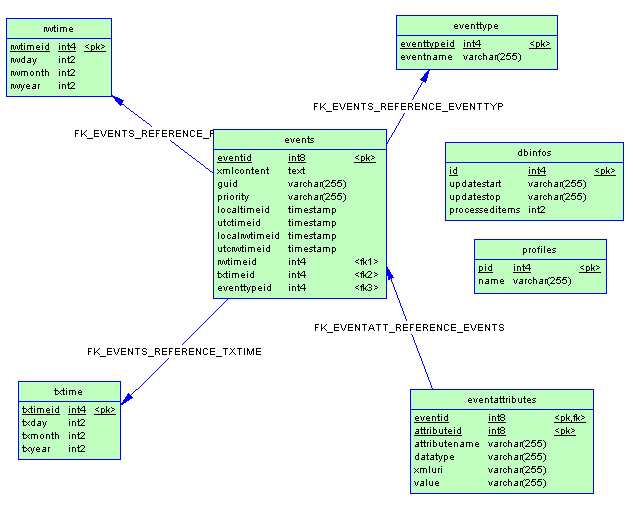 rwtime
rwtimeid int4 <pk>
rwday int2
rwmonth int2
rwyear int2
eventtype
eventtypeid int4 <pk>
eventname varchar(255)
FK_EVENTS_REFERENCE_EVENTTYP
FK_EVENTS_REFERENCE_
events
eventid int8 <pk>
xmlcontent text
guid varchar(255)
priority varchar(255)
localtimeid timestamp
utctimeid timestamp
localrwtimeid timestamp
utcrwtimeid timestamp
rwtimeid int4 <fk1>
txtimeid int4 <fk2>
eventtypeid int4 <fk3>
dbinfos
id int4 <pk>
updatestart varchar(255)
updatestop varchar(255)
processeditems int2
profiles
pid int4 <pk>
name varchar(255)
FK_EVENTATT_REFERENCE_EVENTS
FK_EVENTS_REFERENCE_TXTIME
txtime
txtimeid int4 <pk>
txday int2
txmonth int2
txyear int2
eventattributes
eventid int8 <pk,fk>
attributeid int8 <pk>
attributename varchar(255)
datatype varchar(255)
xmluri varchar(255)
value varchar(255)